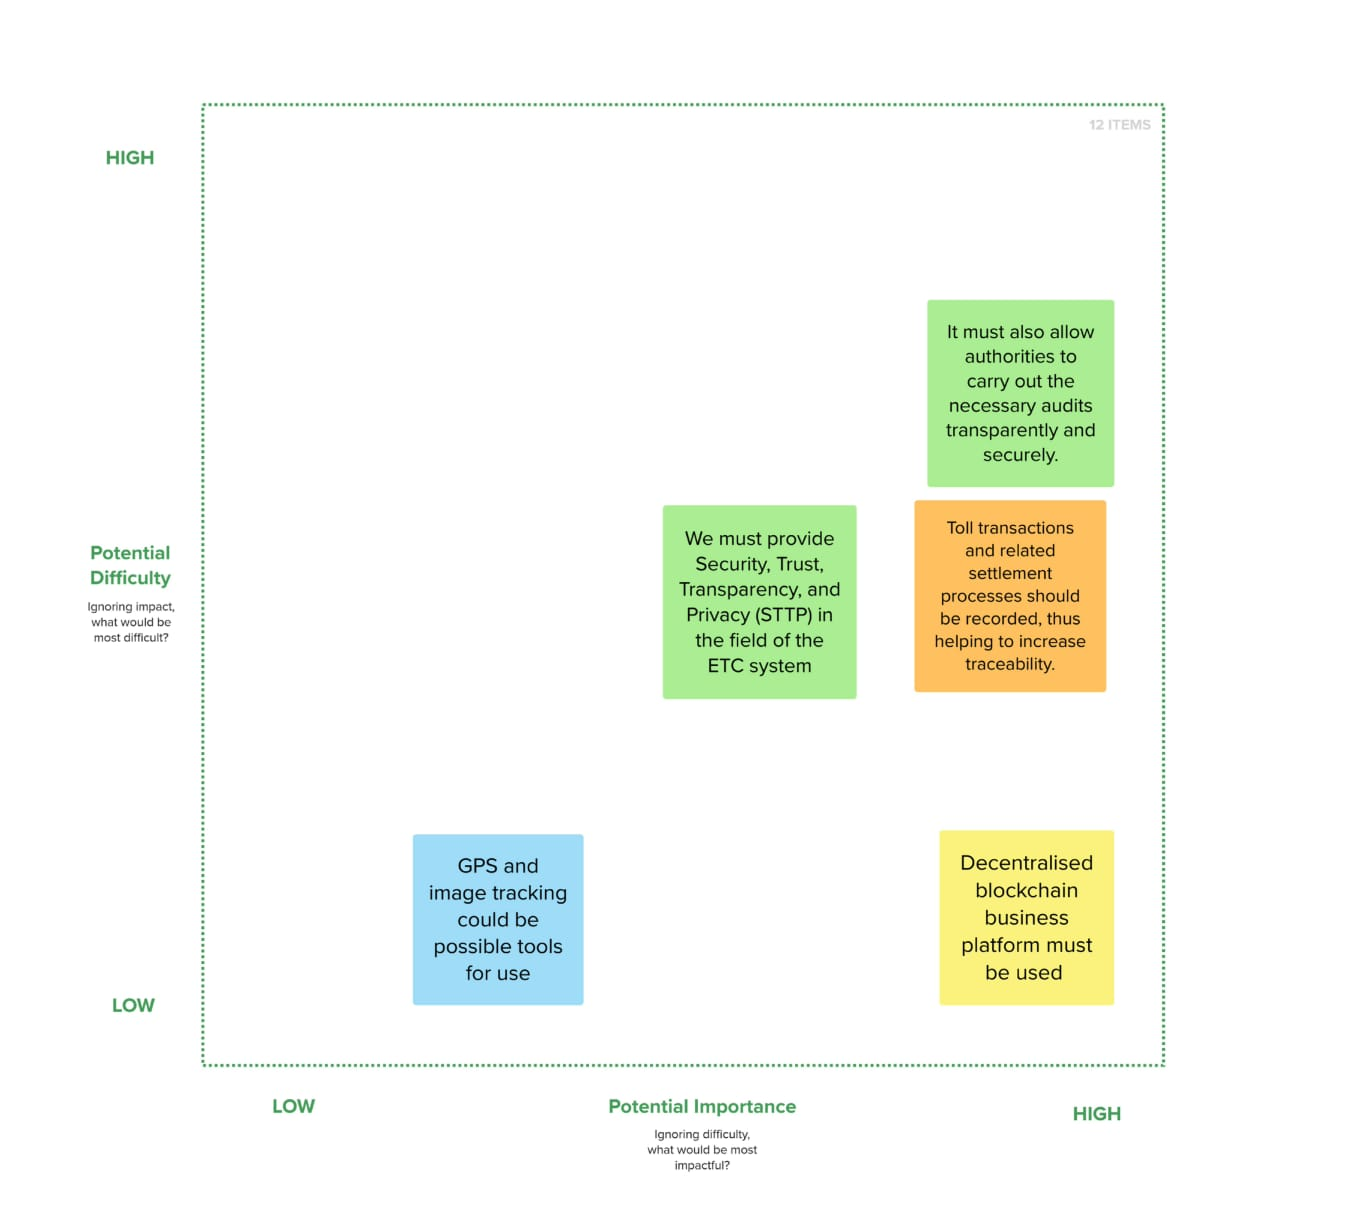 12 ITEMS
HIGH
It must also allow
authorities to
carry out the
necessary audits
transparently and
securely.
Potential
Difficulty
Ignoring impact,
what would be
most difficult?
We must provide
Security, Trust,
Transparency, and
Privacy (STTP) in
the field of the
ETC system
Toll transactions
and related
settlement
processes should
be recorded, thus
helping to increase
traceability.
GPS and
image tracking
could be
possible tools
for use
Decentralised
blockchain
business
platform must
be used
LOW
LOW
Potential Importance
HIGH
Ignoring difficulty,
what would be most
impactful?